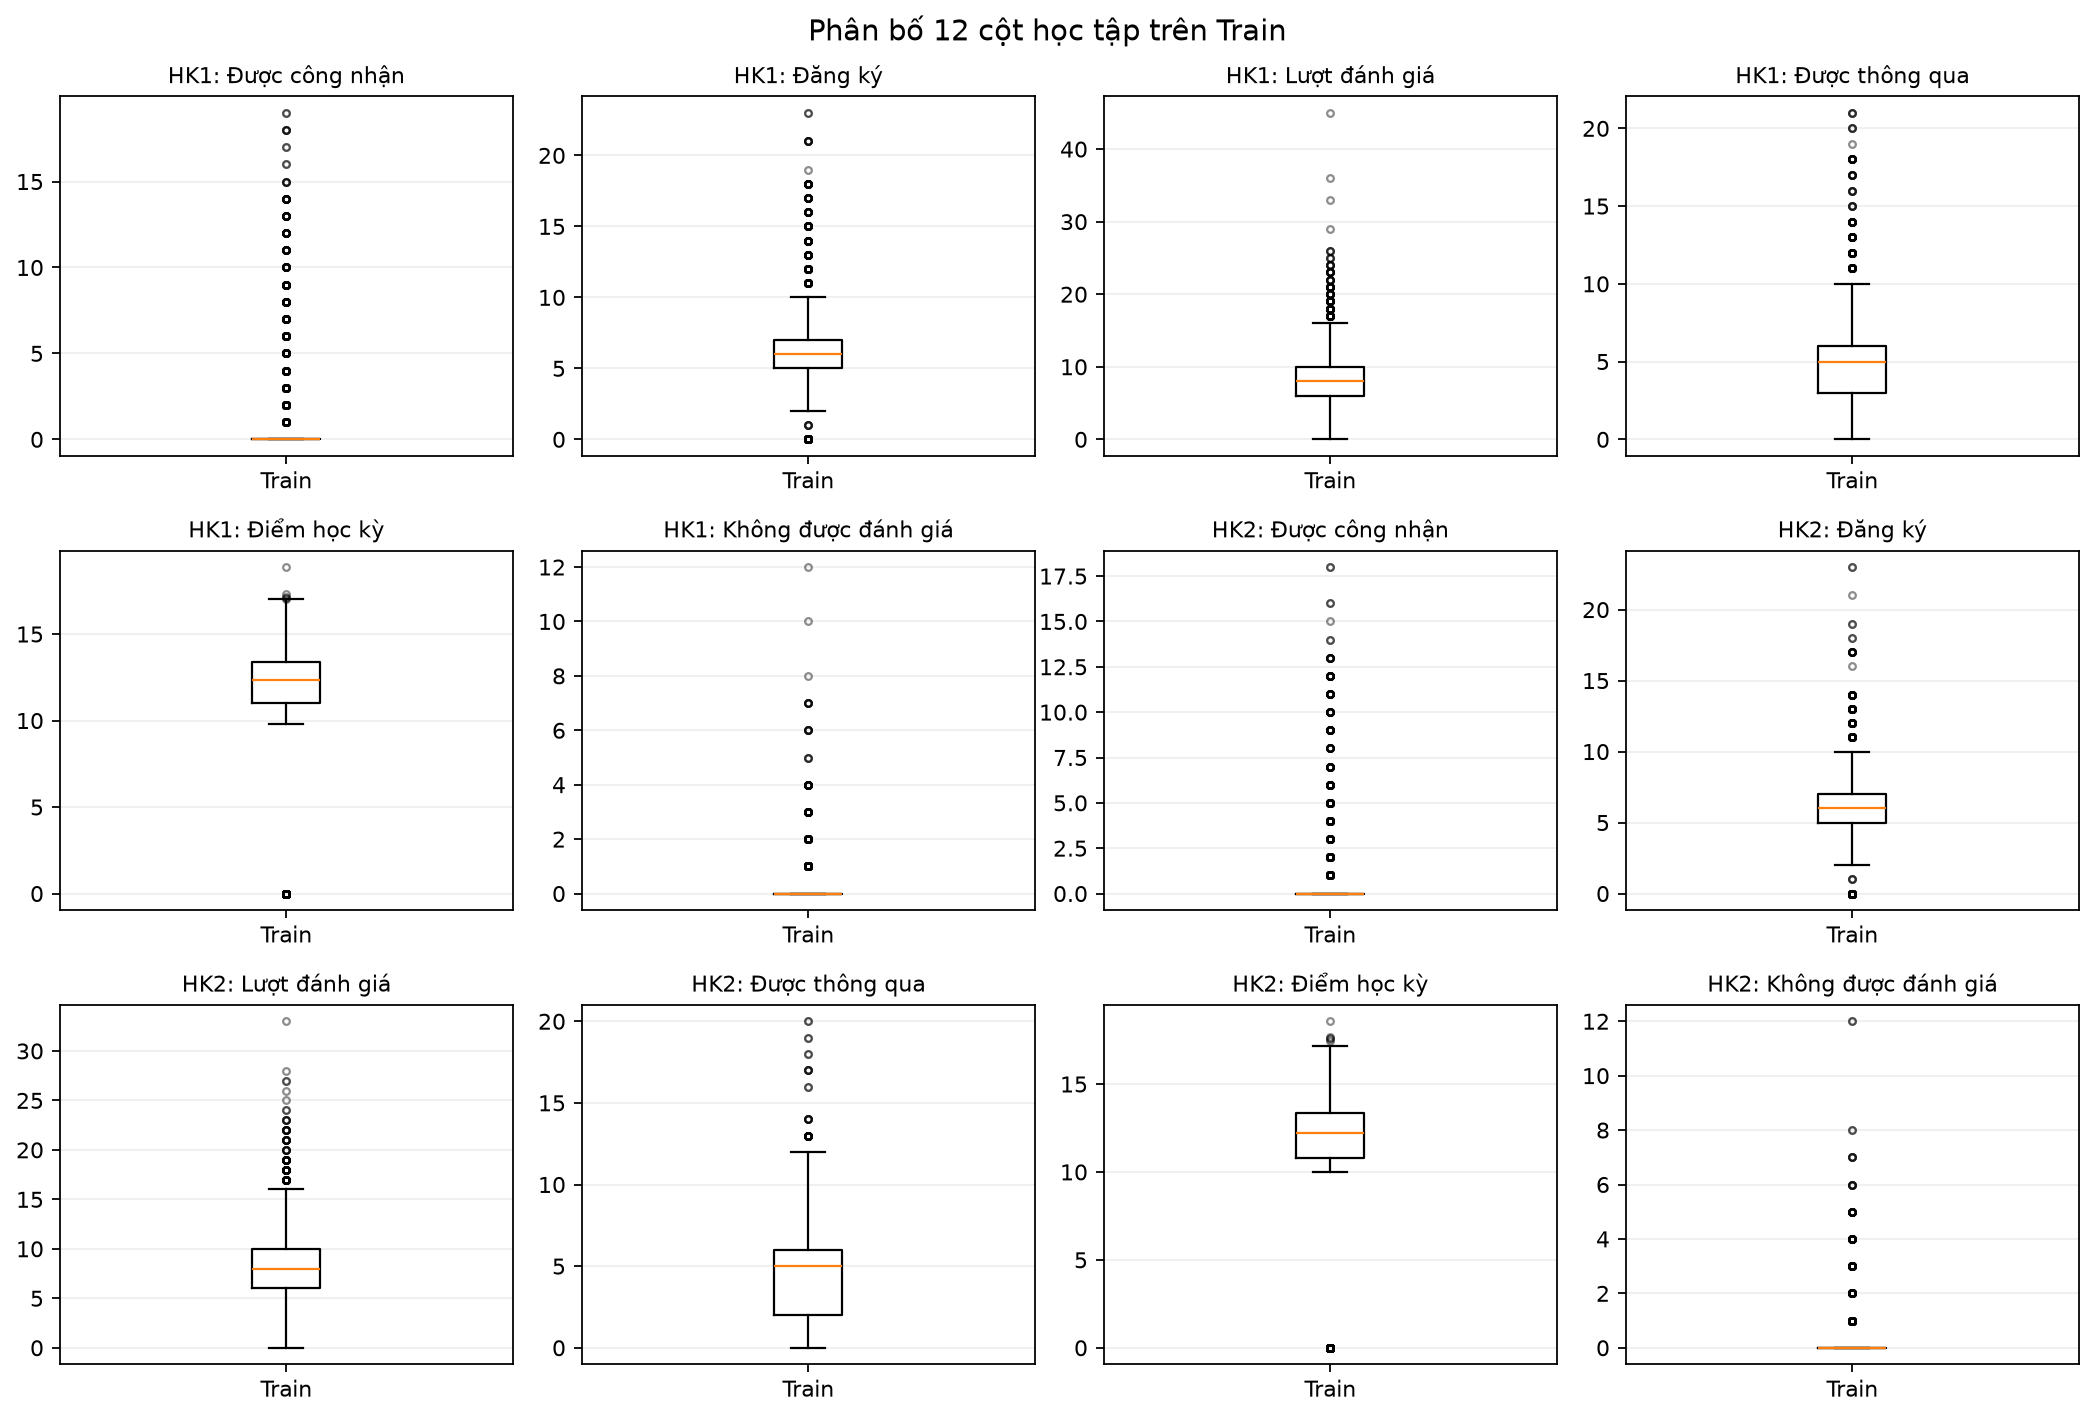 Phân bố 12 cột học tập trên Train
HK1: Được công nhận
15
10
5
0
Train
HK1: Đăng ký
20
15
10
5
0
Train
HK1: Lượt đánh giá
40
30
20
10
0
Train
HK1: Được thông qua
20
15
10
5
0
Train
HK1: Điểm học kỳ
15
10
5
0
Train
HK1: Không được đánh giá
12
10
8
6
4
2
0
Train
HK2: Được công nhận
17.5
15.0
12.5
10.0
7.5
5.0
2.5
0.0
Train
HK2: Đăng ký
20
15
10
5
0
Train
HK2: Lượt đánh giá
30
25
20
15
10
5
0
Train
HK2: Được thông qua
20
15
10
5
0
Train
HK2: Điểm học kỳ
15
10
5
0
Train
HK2: Không được đánh giá
12
10
8
6
4
2
0
Train